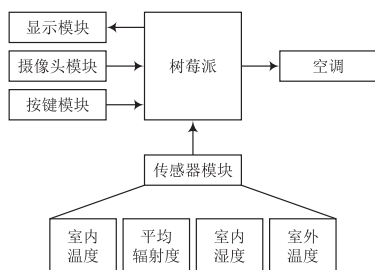 显示模块
摄像头模块
树莓派
空调
按键模块
传感器模块
室内
温度
平均
辐射度
室内
湿度
室外
温度